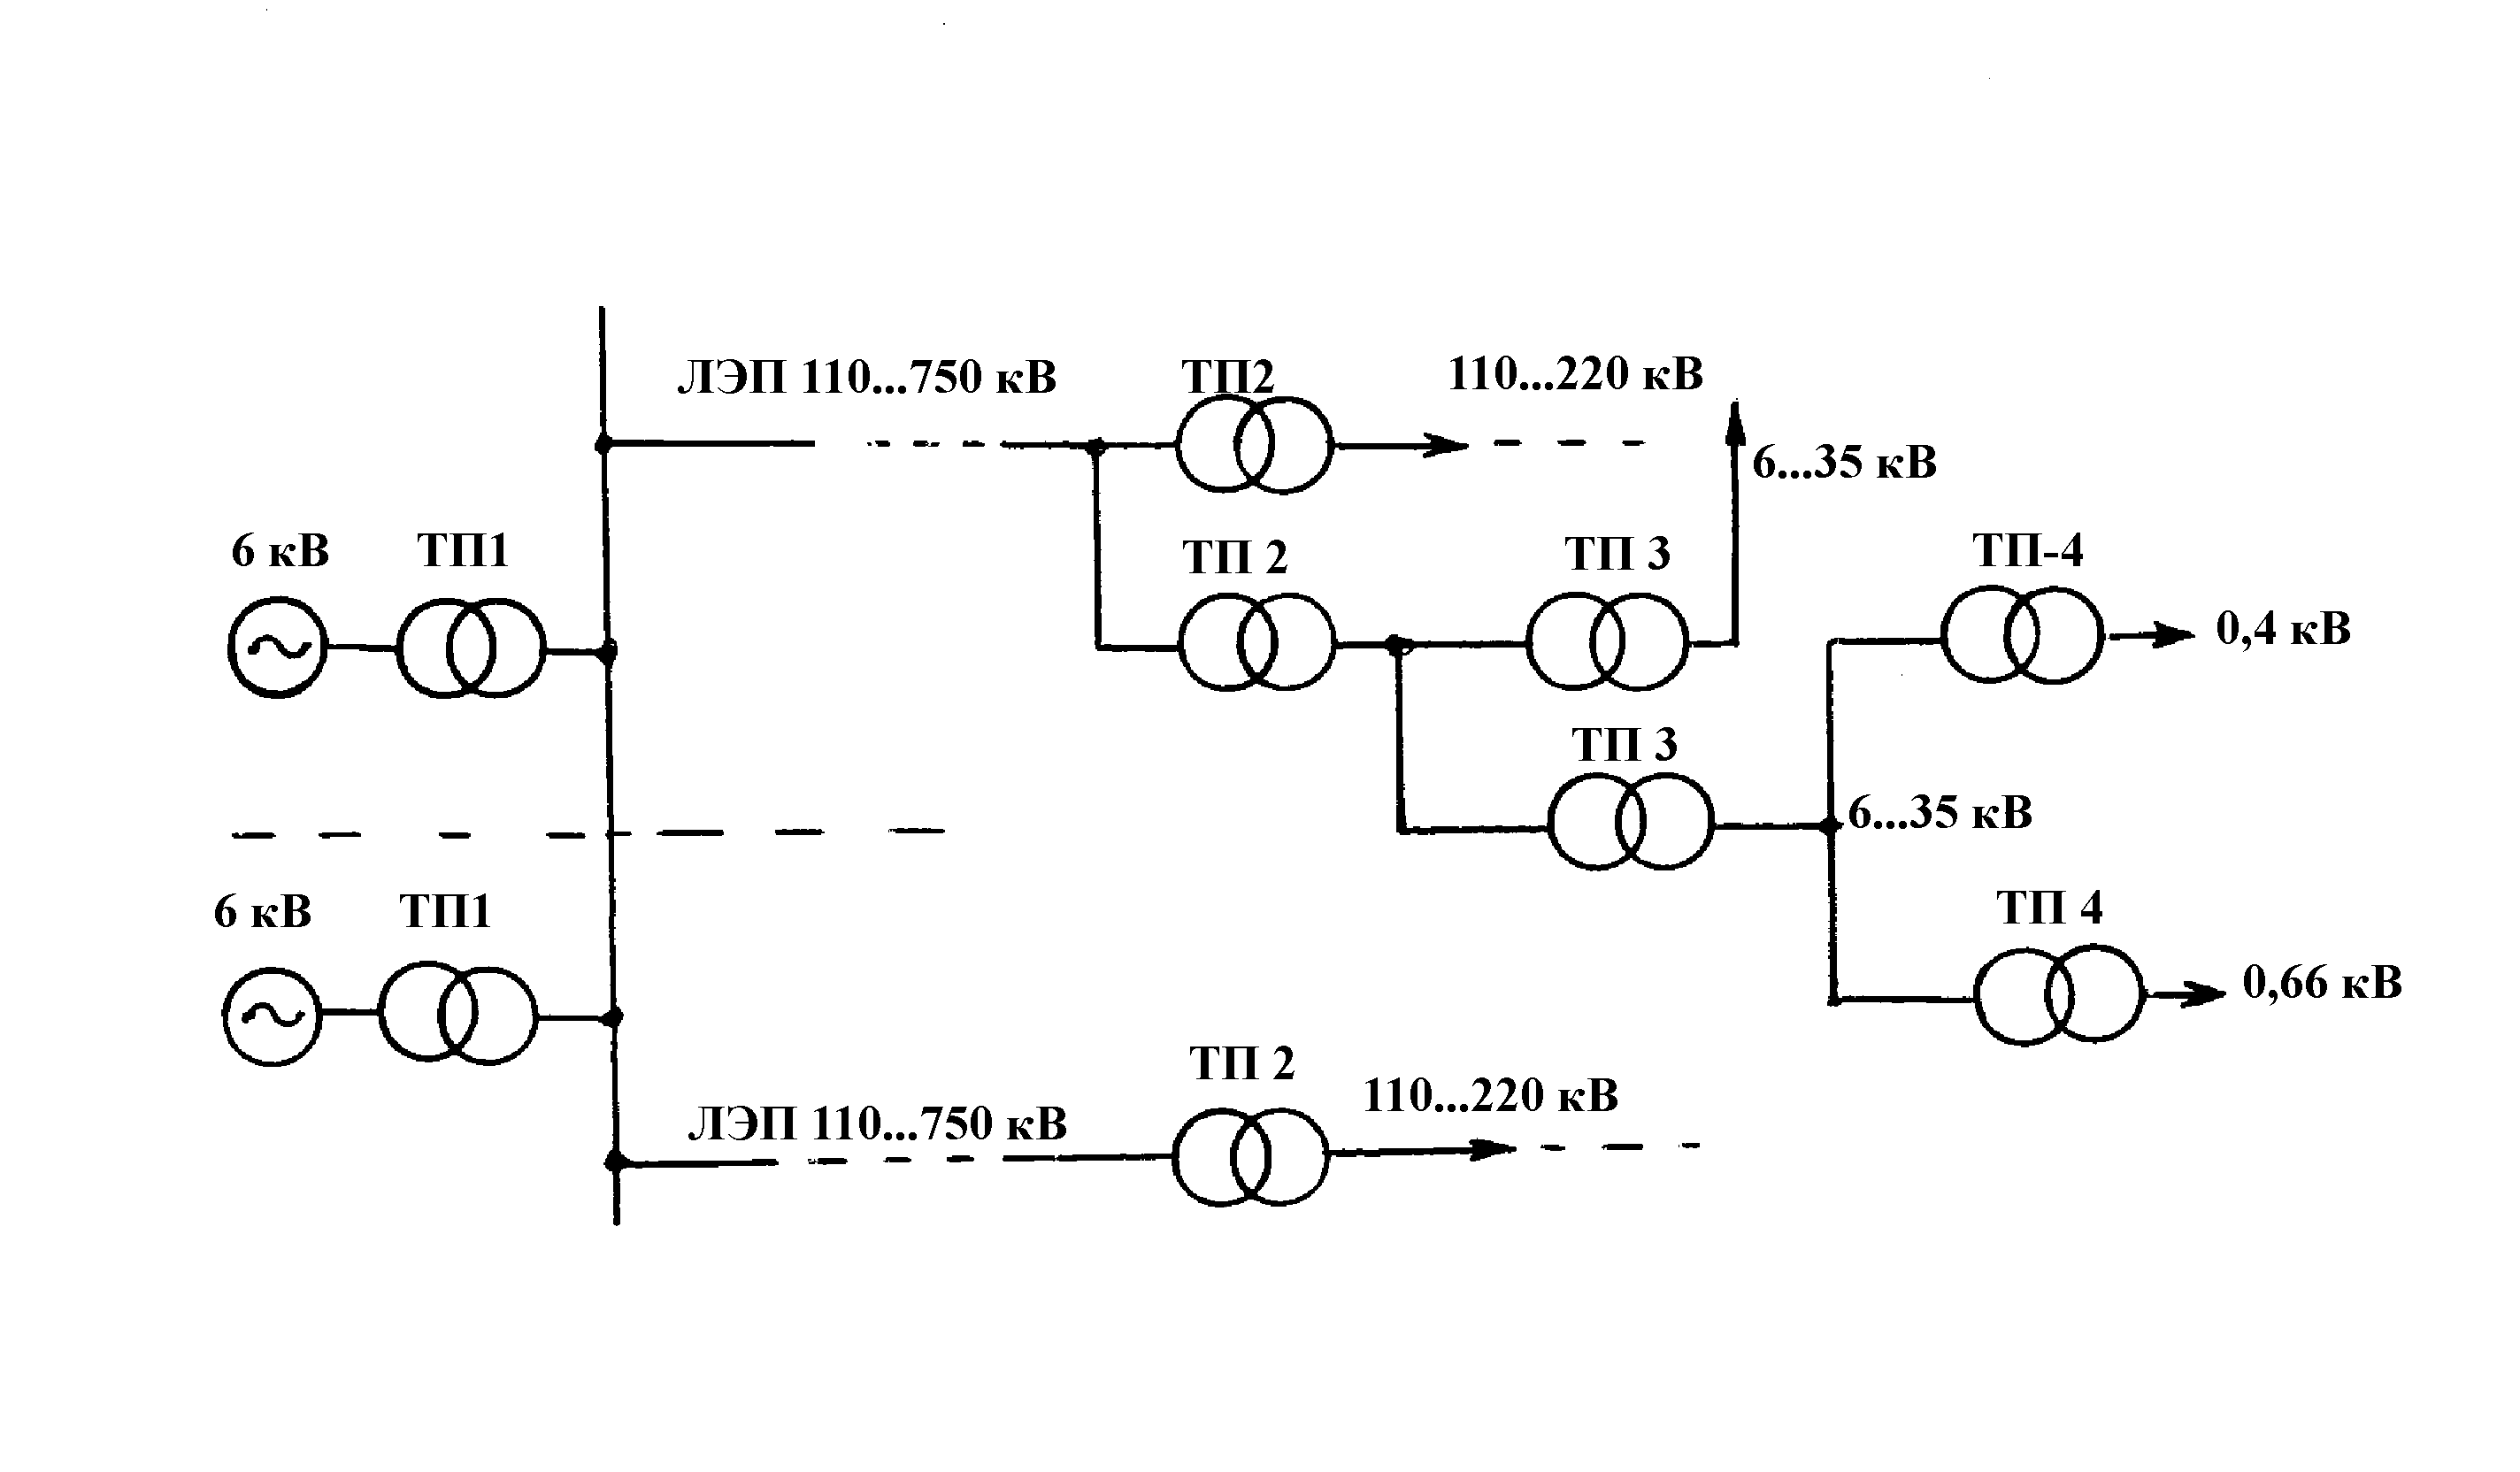 ЛЭП 110...750 кВ
ТП2
110...220 кВ
6...35 кВ
6 кВ
ТП1
ТП 2
ТП 3
ТП-4
0,4 кВ
ТП 3
6...35 кВ
6 кВ
ТП1
ТП 4
0,66 кВ
ТП 2
ЛЭП 110...750 кВ
110...220 кВ